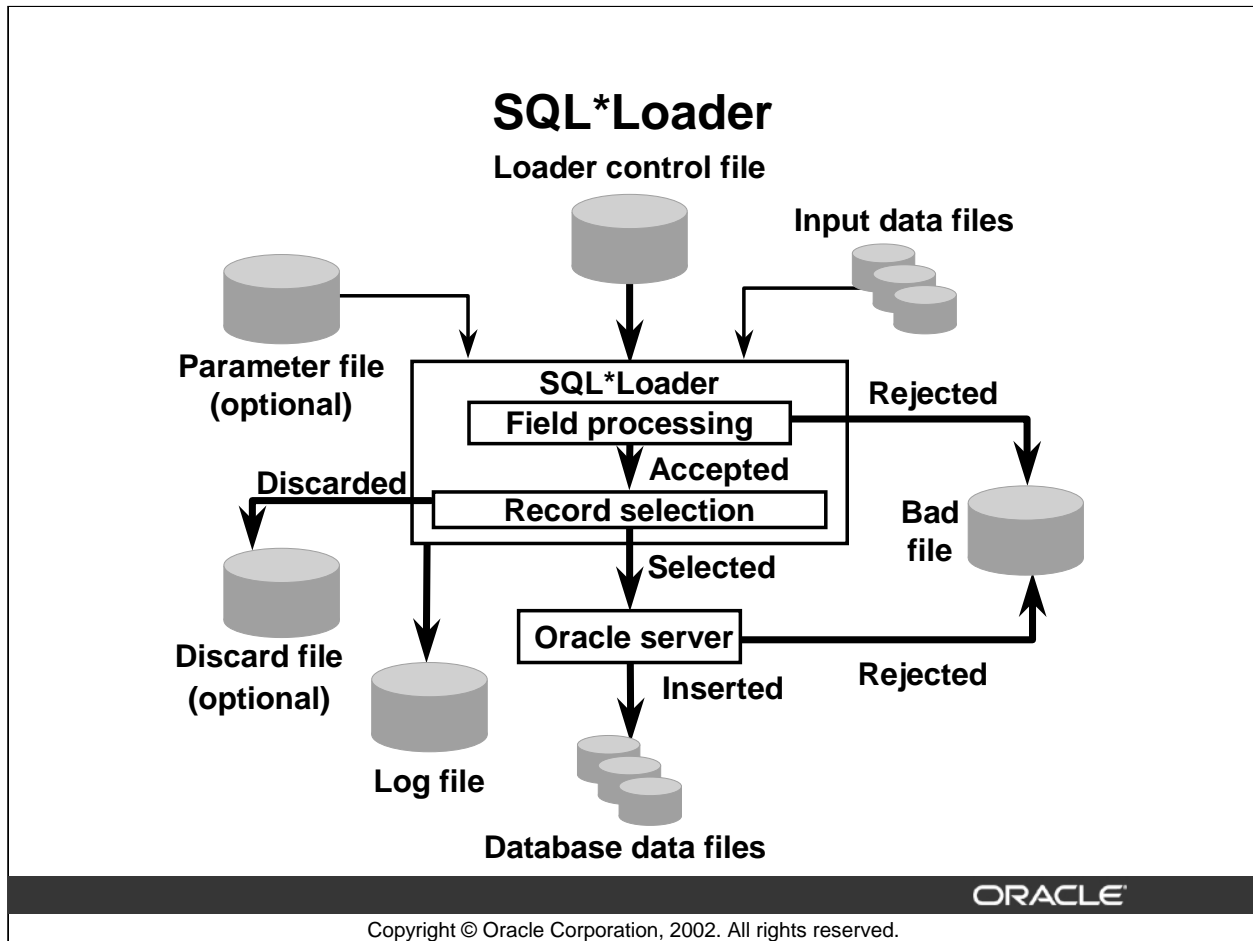 SQL*Loader
Loader control file
Input data files
Parameter file
(optional)
SQL*Loader
Field processing
Rejected
Accepted
Discarded
Record selection
Bad
file
Selected
Oracle server
Discard file
(optional)
Rejected
Inserted
Log file
Database data files
ORACLE®
Copyright © Oracle Corporation, 2002. All rights reserved.